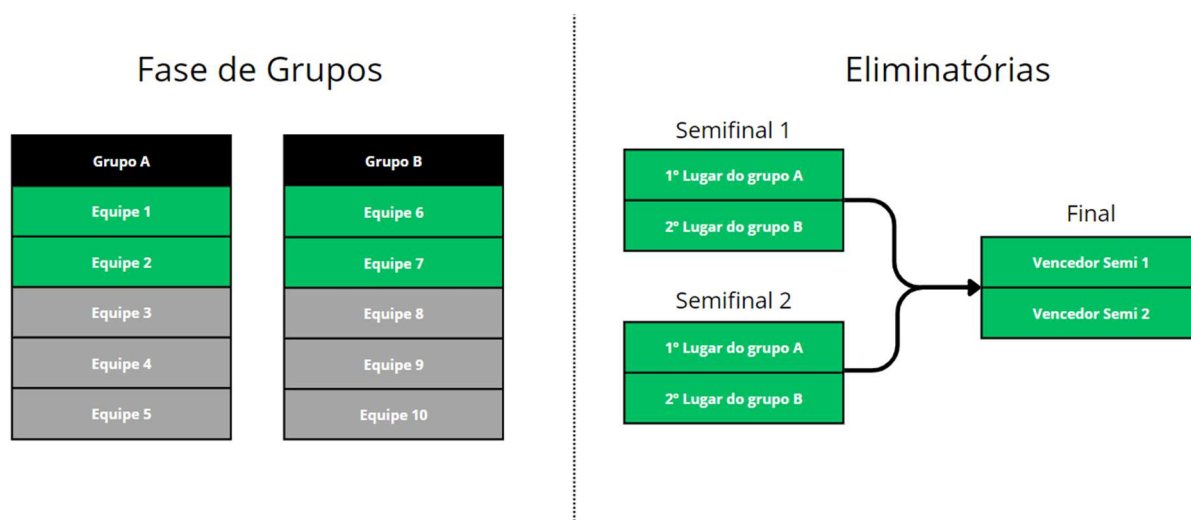 Fase de Grupos
Grupo A
Equipe 1
Equipe 2
Equipe 3
Equipe 4
Equipe 5
Grupo B
Equipe 6
Equipe 7
Equipe 8
Equipe 9
Equipe 10
Eliminatórias
Semifinal 1
1º Lugar do grupo A
2º Lugar do grupo B
Semifinal 2
1º Lugar do grupo A
2º Lugar do grupo B
Final
Vencedor Semi 1
Vencedor Semi 2